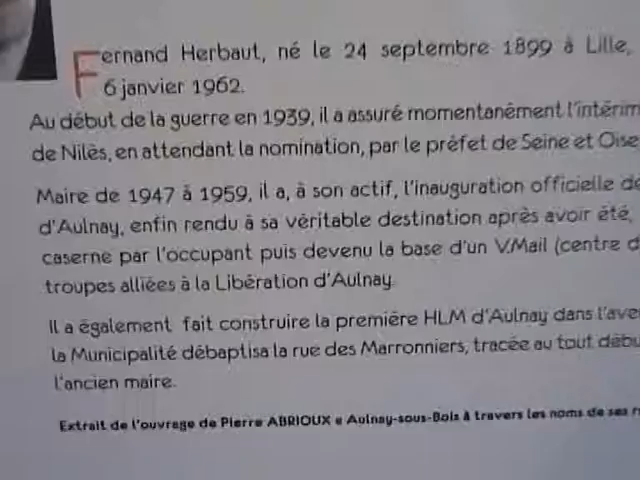 Fernand Herbaut, né le 24 septembre 1899 à Lille,
6 janvier 1962.
Au début de la guerre en 1939, il a assuré momentanément l'intérim
de Nilès, en attendant la nomination, par le préfet de Seine et Oise
Maire de 1947 à 1959, il a, à son actif, l'inauguration officielle de
d'Aulnay, enfin rendu à sa véritable destination après avoir été,
caserne par l'occupant puis devenu la base d'un V.Mail (centre d
troupes alliées à la Libération d'Aulnay.
Il a également fait construire la première HLM d'Aulnay dans l'ave
la Municipalité débaptisa la rue des Marronniers, tracée au tout débu
l'ancien maire.
Extrait de l'ouvrage de Pierre ABRIOUX « Aulnay-sous-Bois à travers les noms de ses r